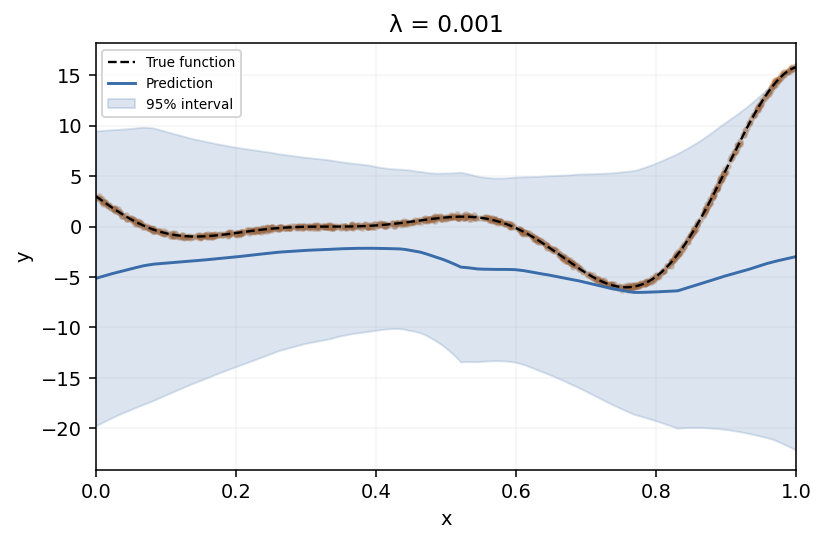 λ = 0.001
True function
Prediction
95% interval
15
10
5
0
−5
−10
−15
−20
y
0.0 0.2 0.4 0.6 0.8 1.0
x